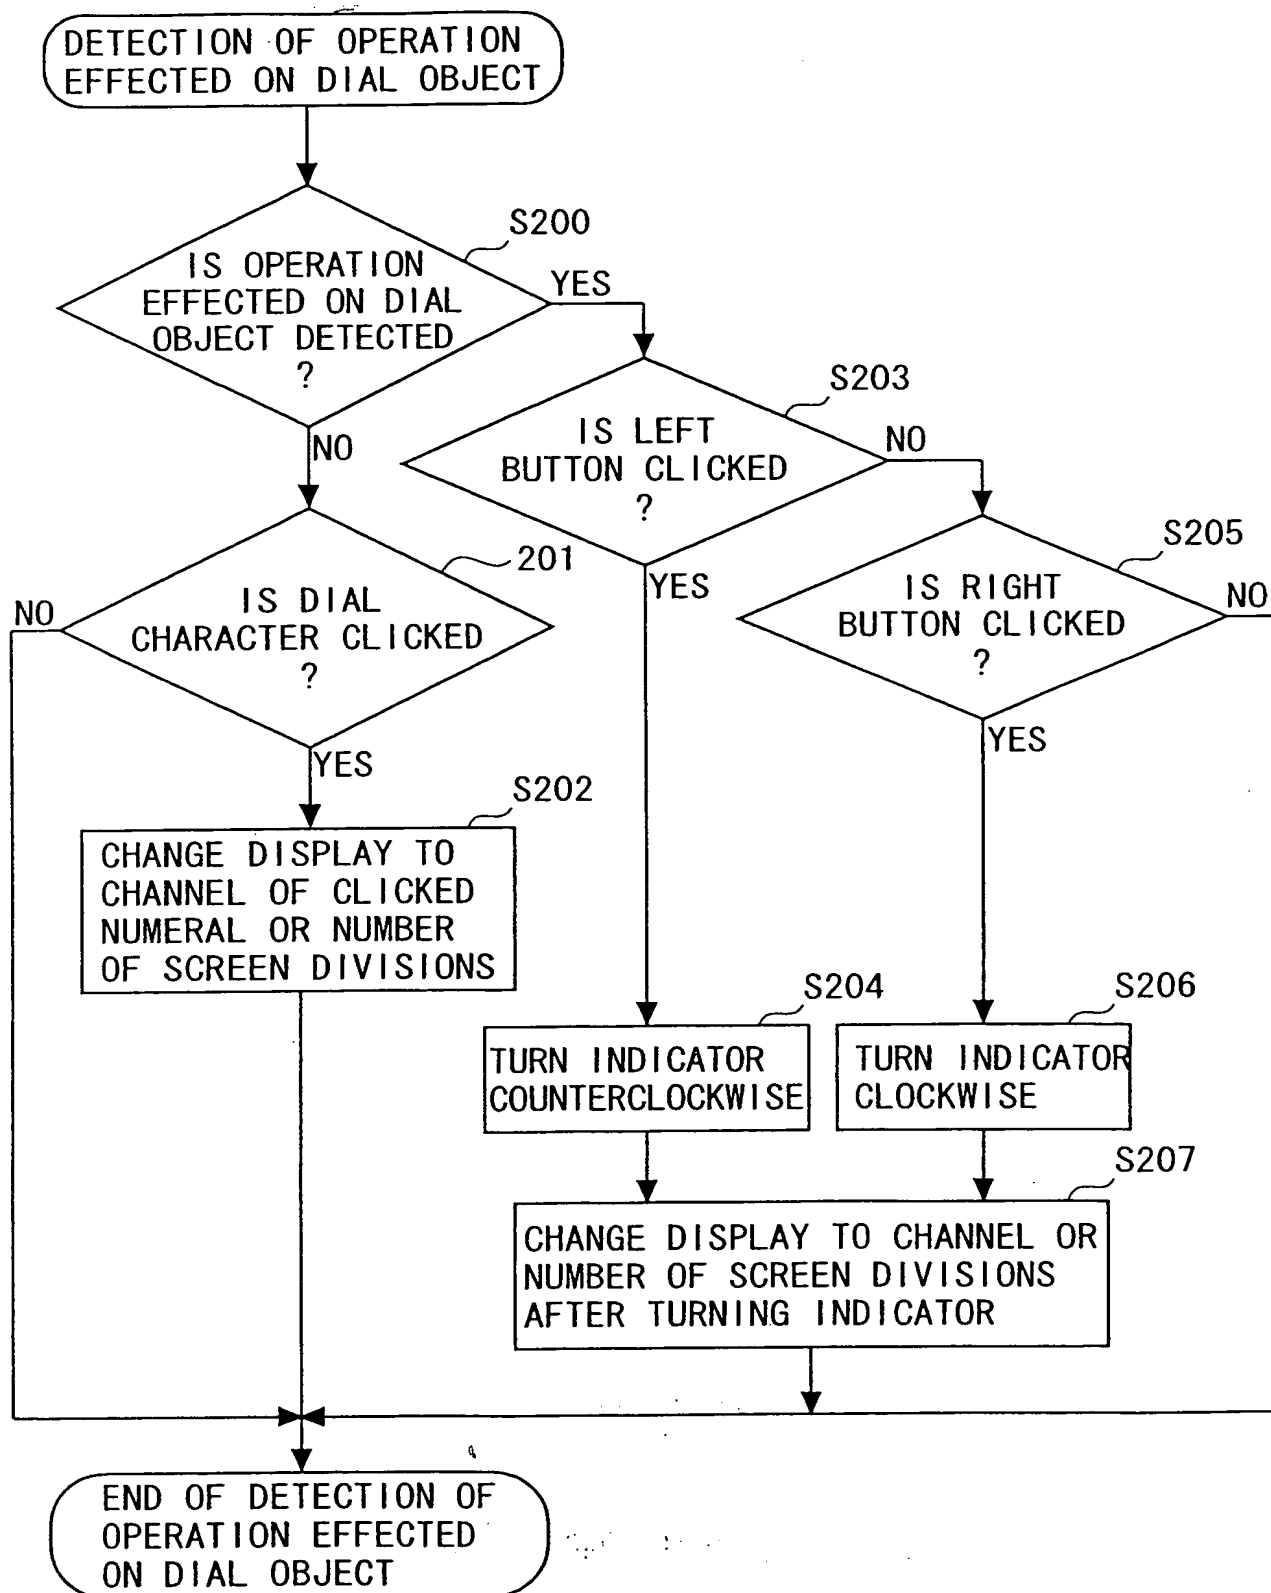 DETECTION OF OPERATION
EFFECTED ON DIAL OBJECT
S200
IS OPERATION
EFFECTED ON DIAL
OBJECT DETECTED
?
YES
NO
S203
IS LEFT
BUTTON CLICKED
?
NO
YES
S205
IS RIGHT
BUTTON CLICKED
?
NO
YES
201
IS DIAL
CHARACTER CLICKED
?
NO
YES
S202
CHANGE DISPLAY TO
CHANNEL OF CLICKED
NUMERAL OR NUMBER
OF SCREEN DIVISIONS
S204
TURN INDICATOR
COUNTERCLOCKWISE
S206
TURN INDICATOR
CLOCKWISE
S207
CHANGE DISPLAY TO CHANNEL OR
NUMBER OF SCREEN DIVISIONS
AFTER TURNING INDICATOR
END OF DETECTION OF
OPERATION EFFECTED
ON DIAL OBJECT